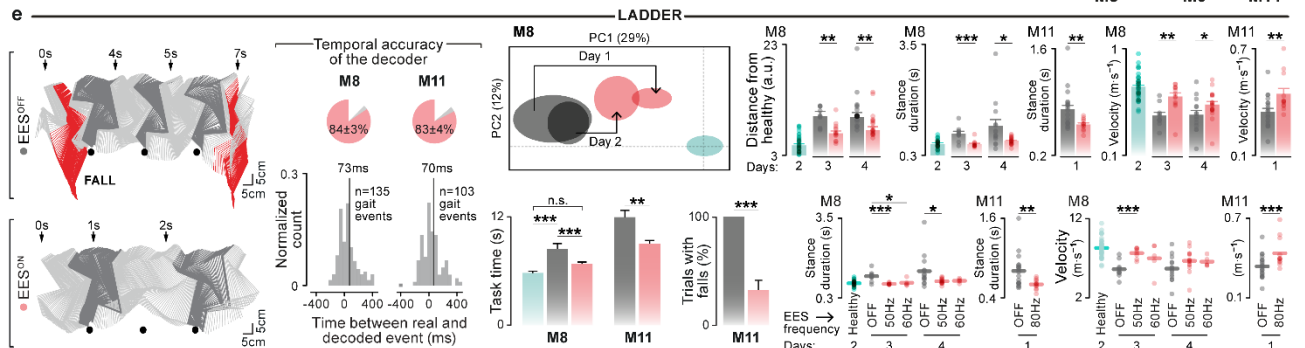 e
LADDER
0s 4s 5s 7s
EES^OFF
FALL
5cm
5cm
0s 1s 2s
EES^ON
5cm
5cm
Temporal accuracy
of the decoder
M8 M11
84±3% 83±4%
73ms 70ms
0.3
n=135
gait
events
n=103
gait
events
Normalized
count
0
-400 0 400 -400 0 400
Time between real and
decoded event (ms)
M8
PC1 (29%)
PC2 (12%)
Day 1
Day 2
Task time (s)
12
0
n.s.
*** ***
**
M8 M11
Trials with
falls (%)
100
0
***
M11
M8
Distance from
healthy (a.u.)
23
3
** **
Days: 2 3 4
M8
Stance
duration (s)
3.5
0.3
*** *
2 3 4
M11
Stance
duration (s)
1.6
0.2
**
1
M8
Velocity (m·s⁻¹)
1
0.1
** *
2 3 4
M11
Velocity (m·s⁻¹)
0.7
0.1
**
1
M8
Stance
duration (s)
3.5
0.3
*
*** *
EES →
frequency
Healthy OFF 50Hz 60Hz OFF 50Hz 60Hz
Days: 2 3 4
M11
Stance
duration (s)
1.6
0.4
**
OFF 80Hz
1
M8
Velocity
(m·s⁻¹)
12
2
***
Healthy OFF 50Hz 60Hz OFF 50Hz 60Hz
2 3 4
M11
(m·s⁻¹)
0.7
0.1
***
OFF 80Hz
1